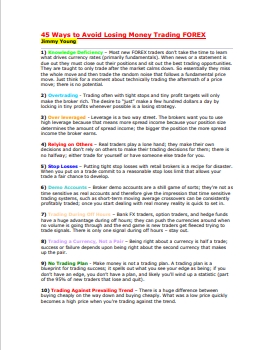 45 Ways to Avoid Losing Money Trading FOREX
Jimmy Young
1) Knowledge Deficiency – Most new FOREX traders don't take the time to learn
what drives currency rates (primarily fundamentals). When news or a statement is
due out they must close out their positions and sit out the best trading opportunities.
They are taught to only trade after the market calms down. So essentially they miss
the whole move and then trade the random noise that follows a fundamental price
move. Just think for a moment about technically trading the aftermath of a price
move; there is no potential.
2) Overtrading - Trading often with tight stops and tiny profit targets will only
make the broker rich. The desire to "just" make a few hundred dollars a day by
locking in tiny profits whenever possible is a losing strategy.
3) Over leveraged - Leverage is a two way street. The brokers want you to use
high leverage because that means more spread income because your position size
determines the amount of spread income; the bigger the position the more spread
income the broker earns.
4) Relying on Others – Real traders play a lone hand; they make their own
decisions and don't rely on others to make their trading decisions for them; there is
no halfway; either trade for yourself or have someone else trade for you.
5) Stop Losses – Putting tight stop losses with retail brokers is a recipe for disaster.
When you put on a trade commit to a reasonable stop loss limit that allows your
trade a fair chance to develop.
6) Demo Accounts – Broker demo accounts are a shill game of sorts; they're not as
time sensitive as real accounts and therefore give the impression that time sensitive
trading systems, such as short-term moving average crossovers can be consistently
profitably traded; once you start dealing with real money reality is quick to set in.
7) Trading During Off Hours – Bank FX traders, option traders, and hedge funds
have a huge advantage during off hours; they can push the currencies around when
no volume is going through and the end game is new traders get fleeced trying to
trade signals. There is only one signal during off hours – stay out.
8) Trading a Currency, Not a Pair – Being right about a currency is half a trade;
success or failure depends upon being right about the second currency that makes
up the pair.
9) No Trading Plan - Make money is not a trading plan. A trading plan is a
blueprint for trading success; it spells out what you see your edge as being; if you
don't have an edge, you don't have a plan, and likely you'll wind up a statistic (part
of the 95% of new traders that lose and quit).
10) Trading Against Prevailing Trend – There is a huge difference between
buying cheaply on the way down and buying cheaply. What was a low price quickly
becomes a high price when you're trading against the trend.